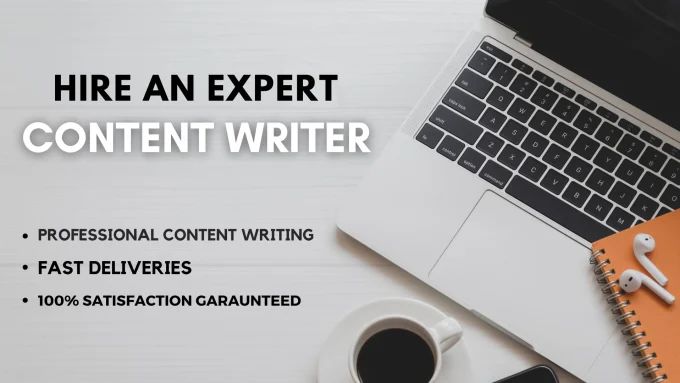 HIRE AN EXPERT
CONTENT WRITER
• PROFESSIONAL CONTENT WRITING
• FAST DELIVERIES
• 100% SATISFACTION GARAUNTEED